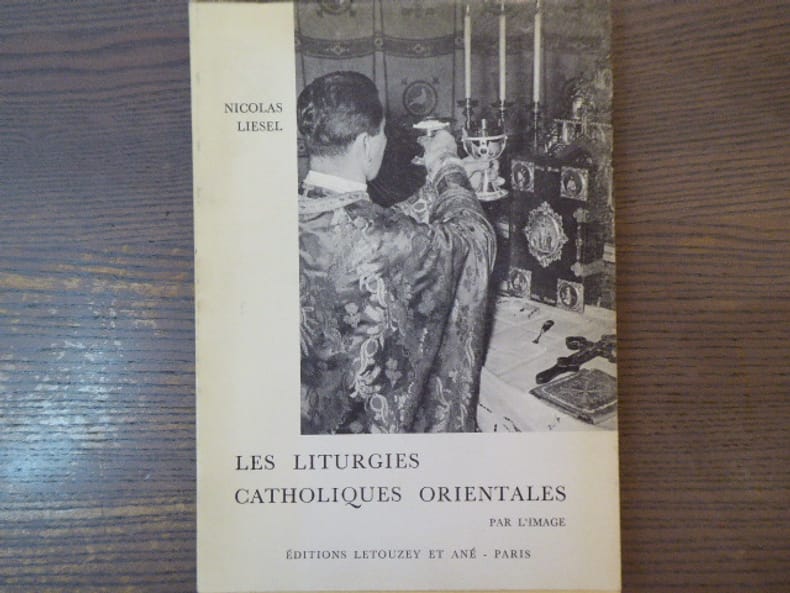 NICOLAS
LIESEL
LES LITURGIES
CATHOLIQUES ORIENTALES
PAR L'IMAGE
ÉDITIONS LETOUZEY ET ANÉ - PARIS